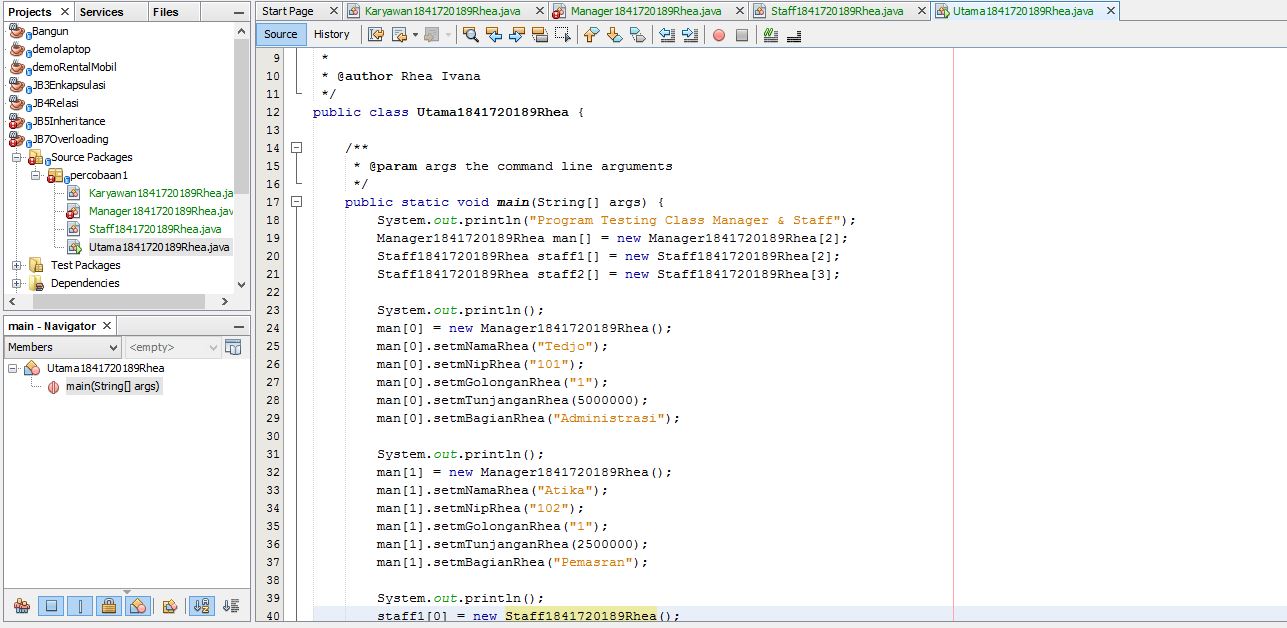 Projects
Services
Files
Bangun
demolaptop
demoRentalMobil
JB3Enkapsulasi
JB4Relasi
JB5Inheritance
JB7Overloading
Source Packages
percobaan1
Karyawan1841720189Rhea.ja
Manager1841720189Rhea.jav
Staff1841720189Rhea.java
Utama1841720189Rhea.java
Test Packages
Dependencies
main - Navigator
Members
<empty>
Utama1841720189Rhea
main(String[] args)
Start Page
Karyawan1841720189Rhea.java
Manager1841720189Rhea.java
Staff1841720189Rhea.java
Utama1841720189Rhea.java
Source
History
9 *
10 * @author Rhea Ivana
11 */
12 public class Utama1841720189Rhea {
13
14 /**
15 * @param args the command line arguments
16 */
17 public static void main(String[] args) {
18 System.out.println("Program Testing Class Manager & Staff");
19 Manager1841720189Rhea man[] = new Manager1841720189Rhea[2];
20 Staff1841720189Rhea staff1[] = new Staff1841720189Rhea[2];
21 Staff1841720189Rhea staff2[] = new Staff1841720189Rhea[3];
22
23 System.out.println();
24 man[0] = new Manager1841720189Rhea();
25 man[0].setmNamaRhea("Tedjo");
26 man[0].setmNipRhea("101");
27 man[0].setmGolonganRhea("1");
28 man[0].setmTunjanganRhea(5000000);
29 man[0].setmBagianRhea("Administrasi");
30
31 System.out.println();
32 man[1] = new Manager1841720189Rhea();
33 man[1].setmNamaRhea("Atika");
34 man[1].setmNipRhea("102");
35 man[1].setmGolonganRhea("1");
36 man[1].setmTunjanganRhea(2500000);
37 man[1].setmBagianRhea("Pemasran");
38
39 System.out.println();
40 staff1[0] = new Staff1841720189Rhea();